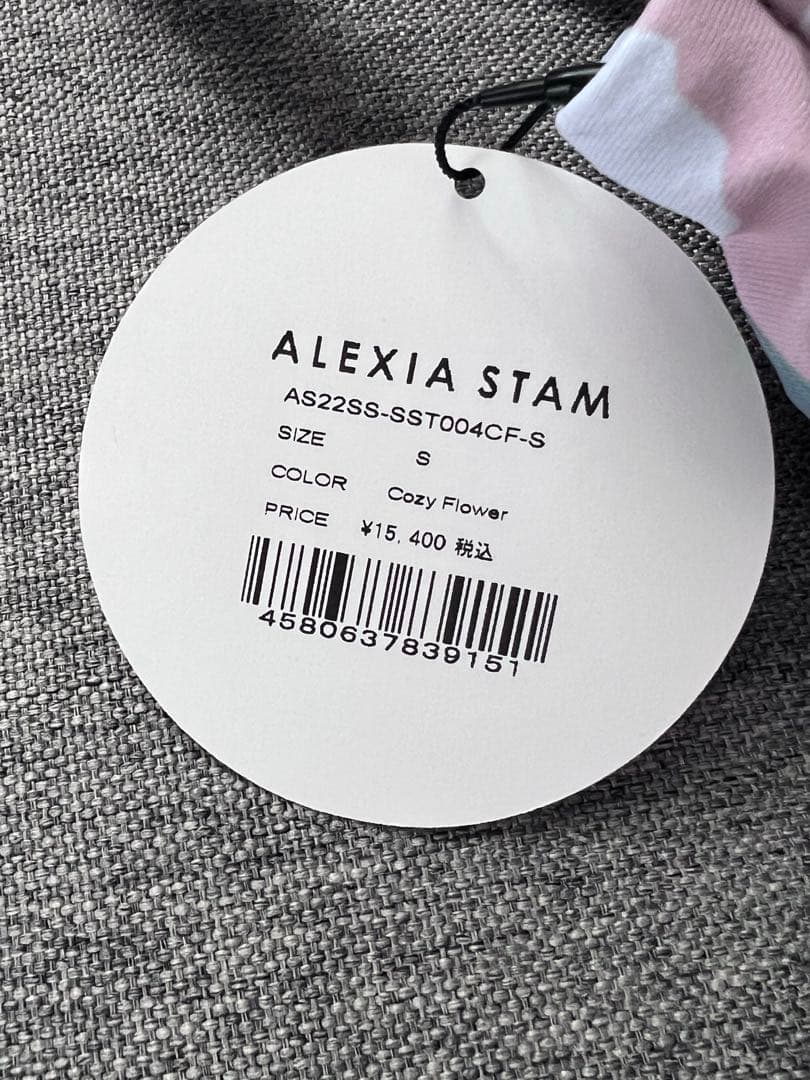 ALEXIA STAM
AS22SS-SST004CF-S
SIZE S
COLOR Cozy Flower
PRICE ¥15,400 税込
4580637839151